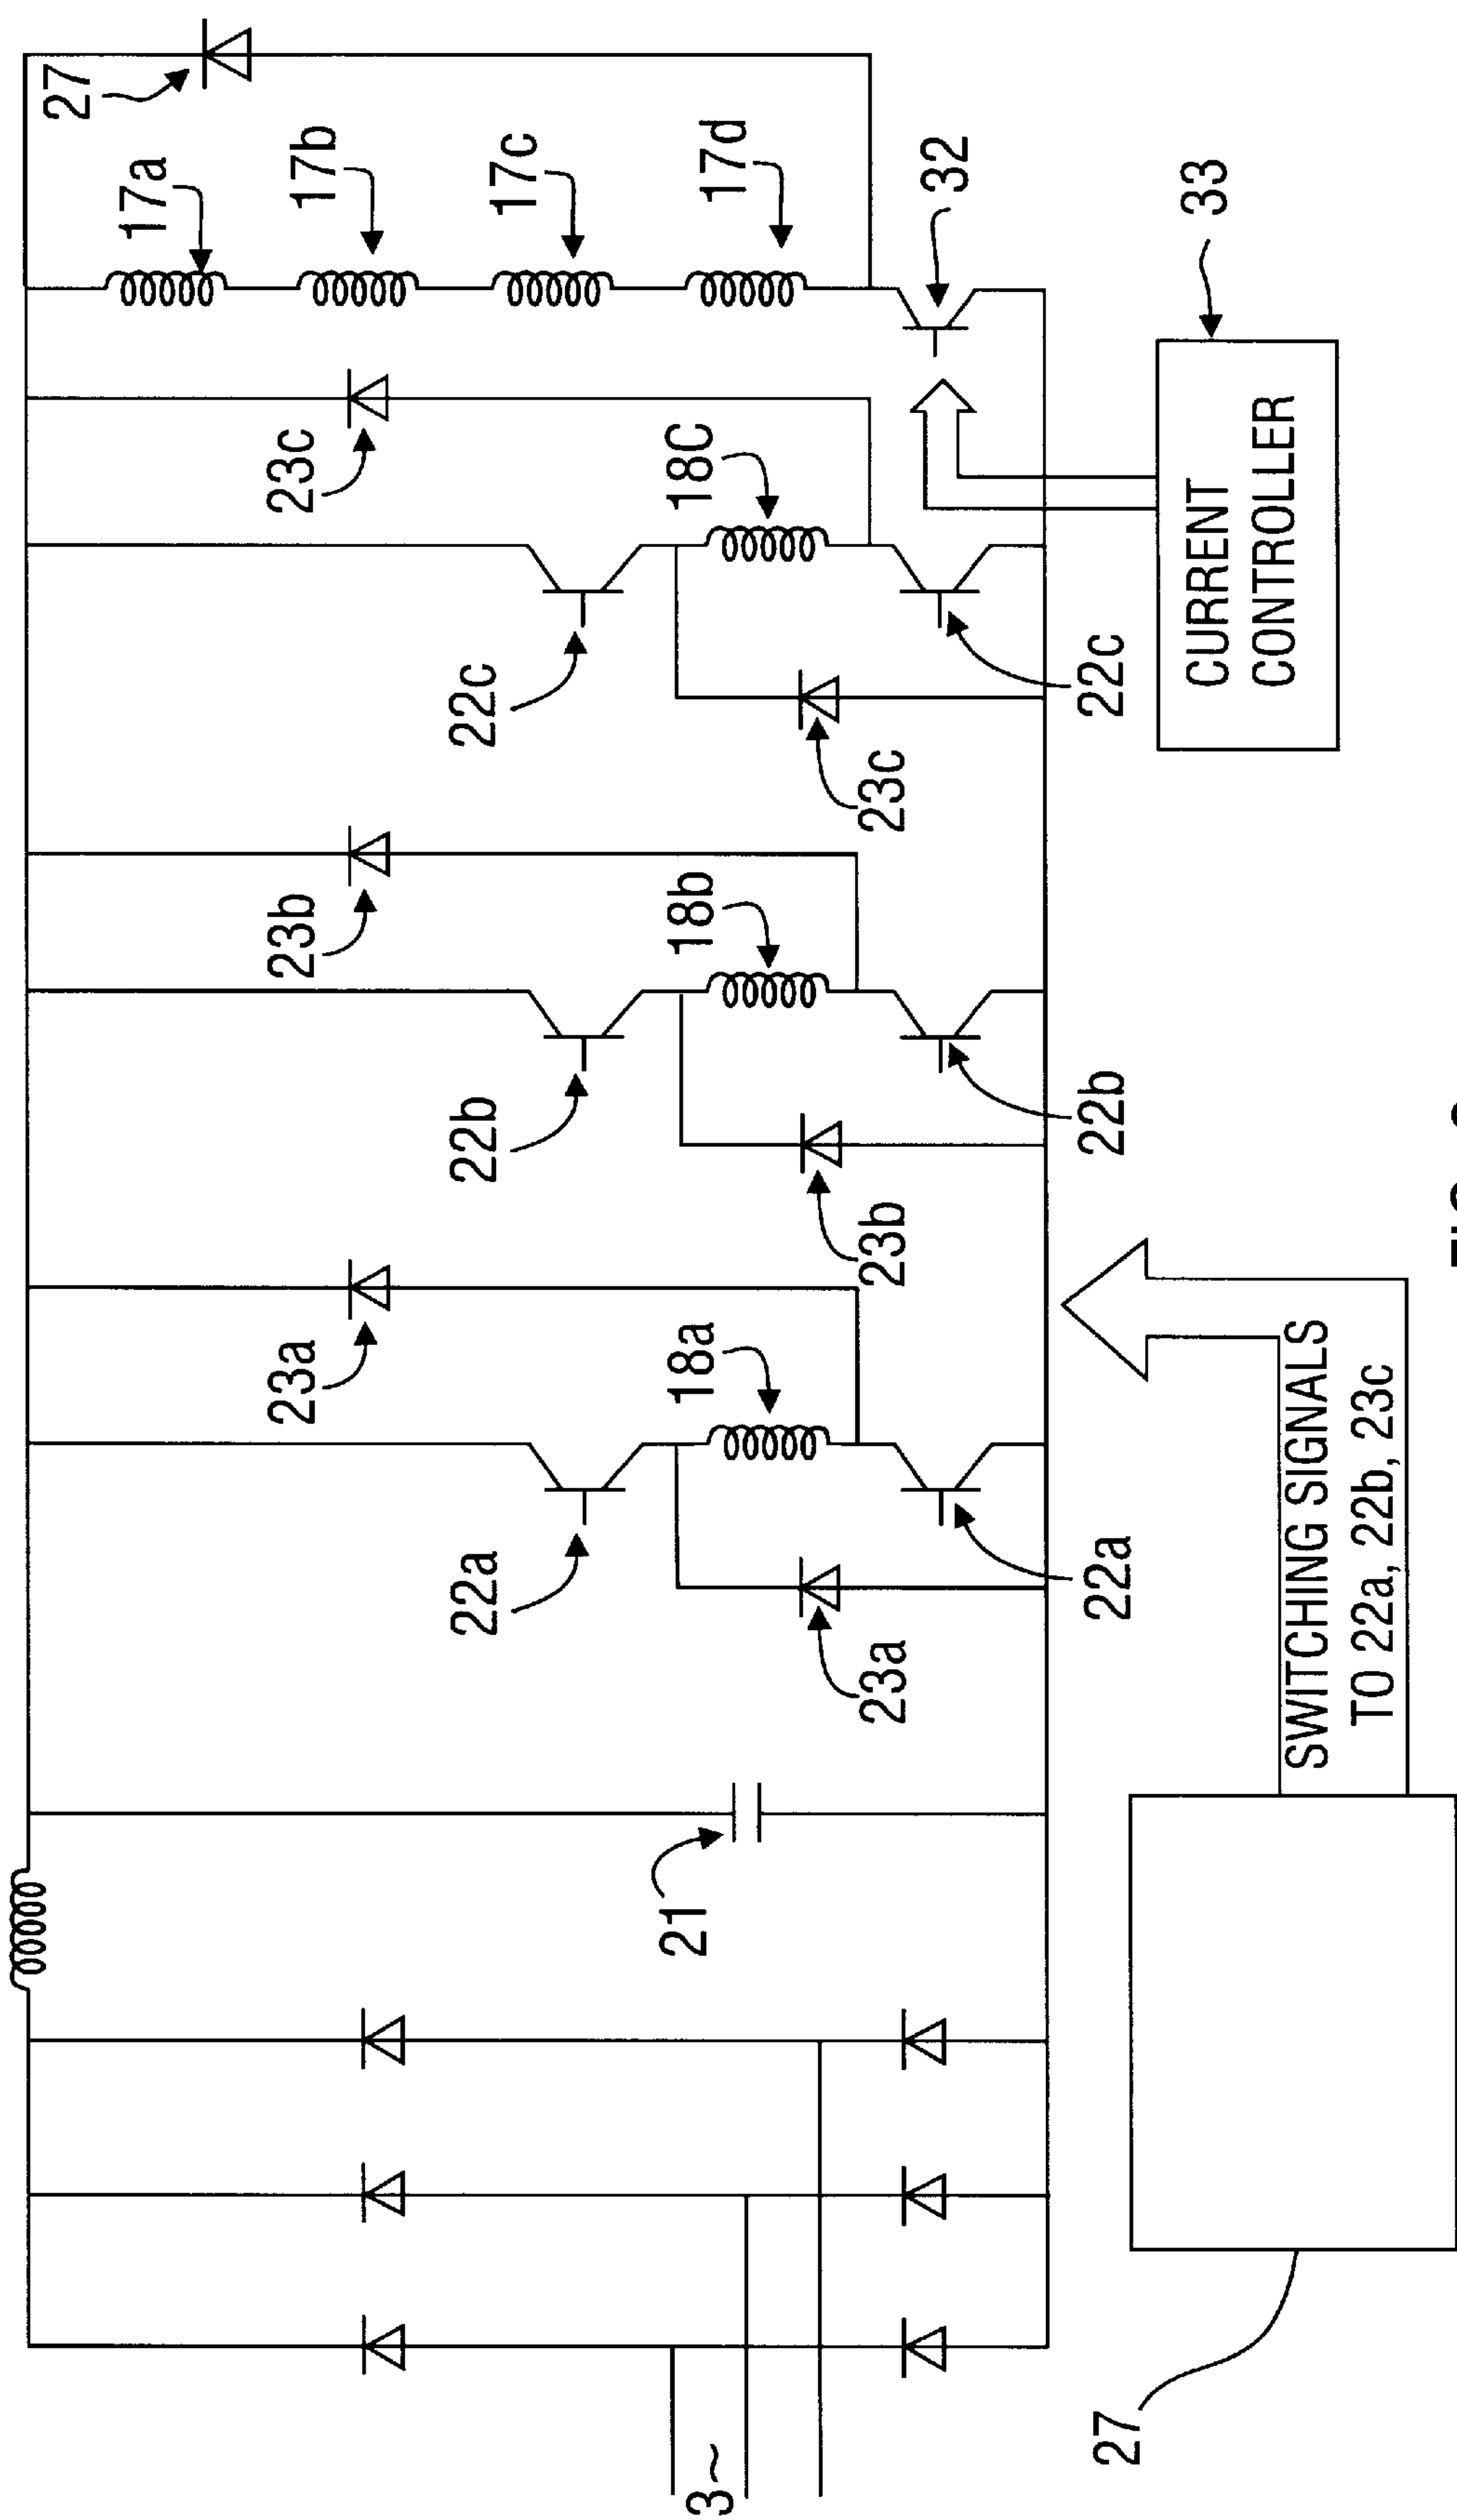 27
17a
17b
17c
17d
32
33
23c
18C
22c
22c
23c
CURRENT
CONTROLLER
23b
18b
22b
22b
23b
23a
18a
22a
22a
23a
SWITCHING SIGNALS
TO 22a, 22b, 23c
21
3~
27